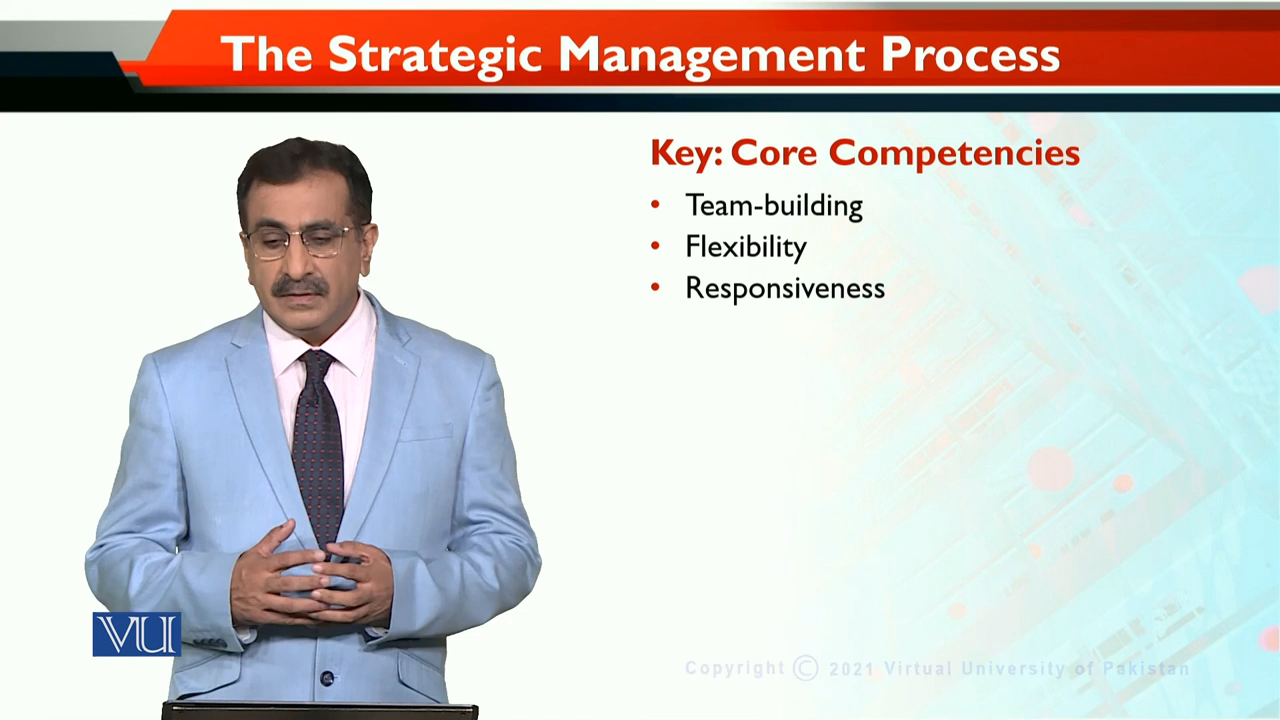 The Strategic Management Process
Key: Core Competencies
• Team-building
• Flexibility
• Responsiveness
VU
Copyright © 2021 Virtual University of Pakistan